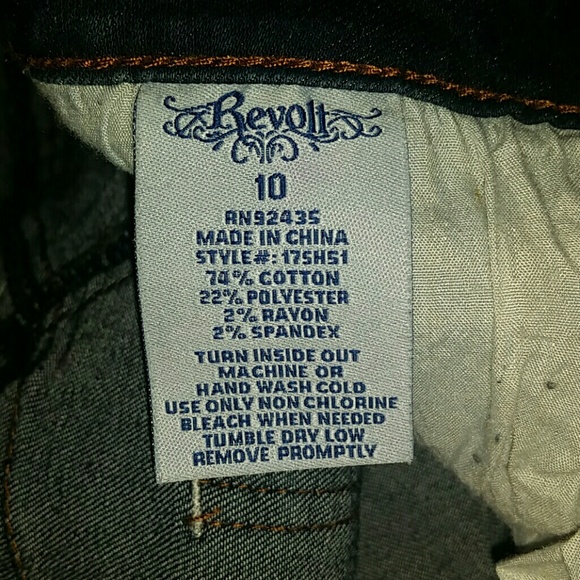 Revolt
10
RN92435
MADE IN CHINA
STYLE#: 17SH51
74% COTTON
22% POLYESTER
2% RAYON
2% SPANDEX
TURN INSIDE OUT
MACHINE OR
HAND WASH COLD
USE ONLY NON CHLORINE
BLEACH WHEN NEEDED
TUMBLE DRY LOW
REMOVE PROMPTLY